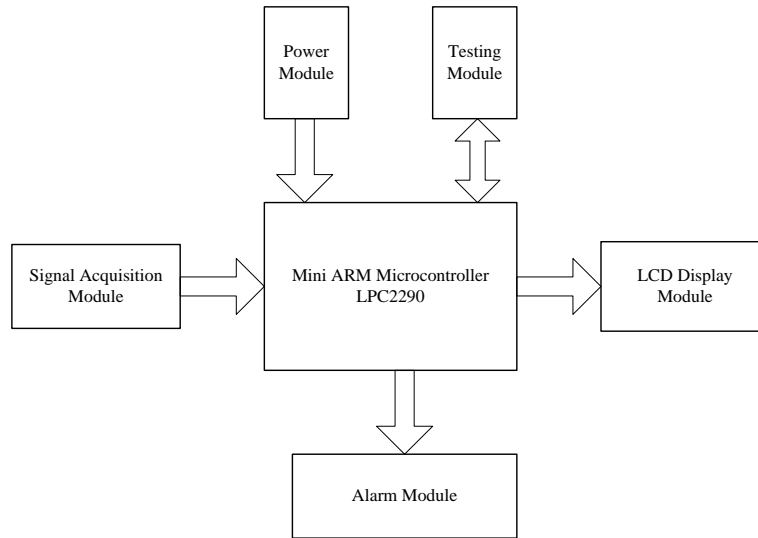 Power
Module
Testing
Module
Signal Acquisition
Module
Mini ARM Microcontroller
LPC2290
LCD Display
Module
Alarm Module